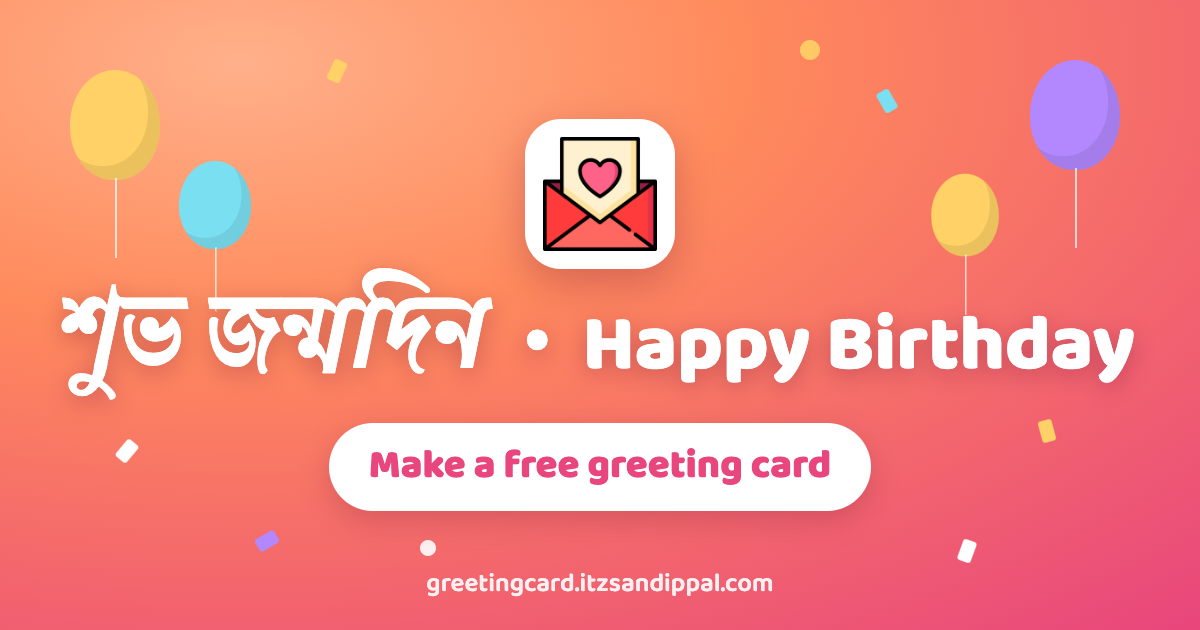 শুভ জন্মদিন • Happy Birthday
Make a free greeting card
greetingcard.itzsandippal.com